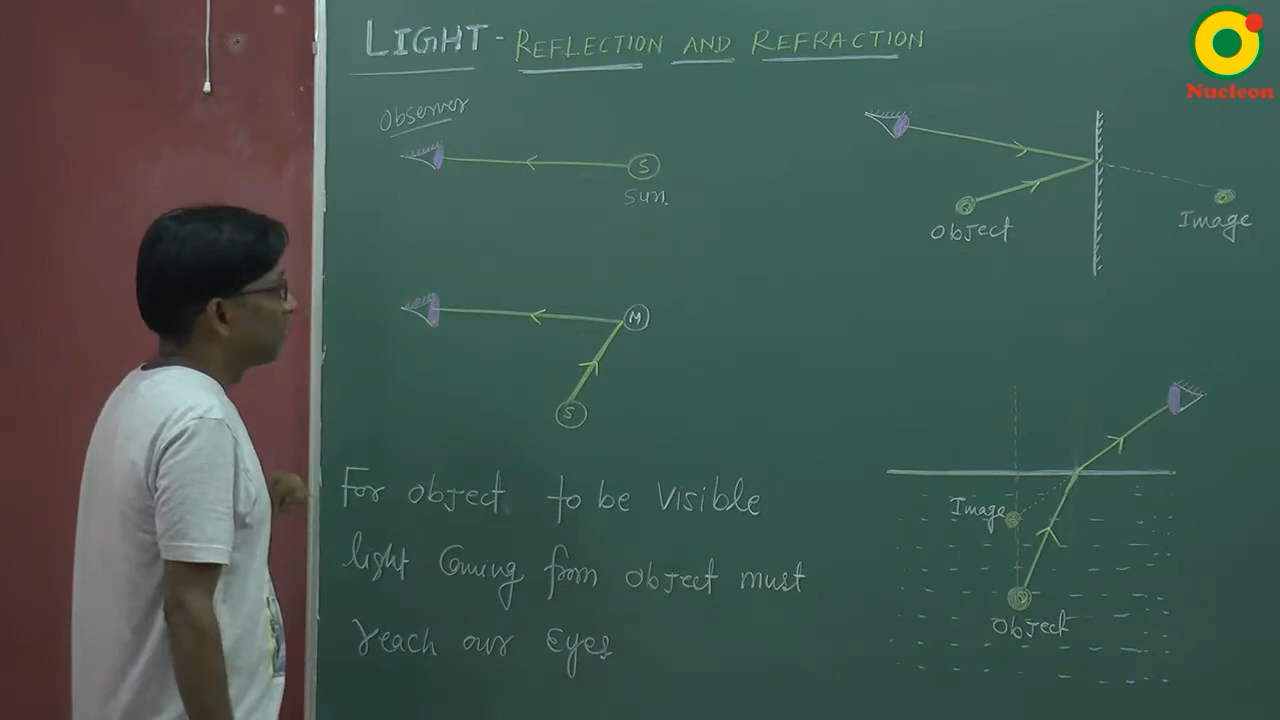 LIGHT - REFLECTION AND REFRACTION
Nucleon
Observer
S
Sun.
Object
Image
M
S
For object to be visible
light coming from object must
reach our Eyes
Image
Object